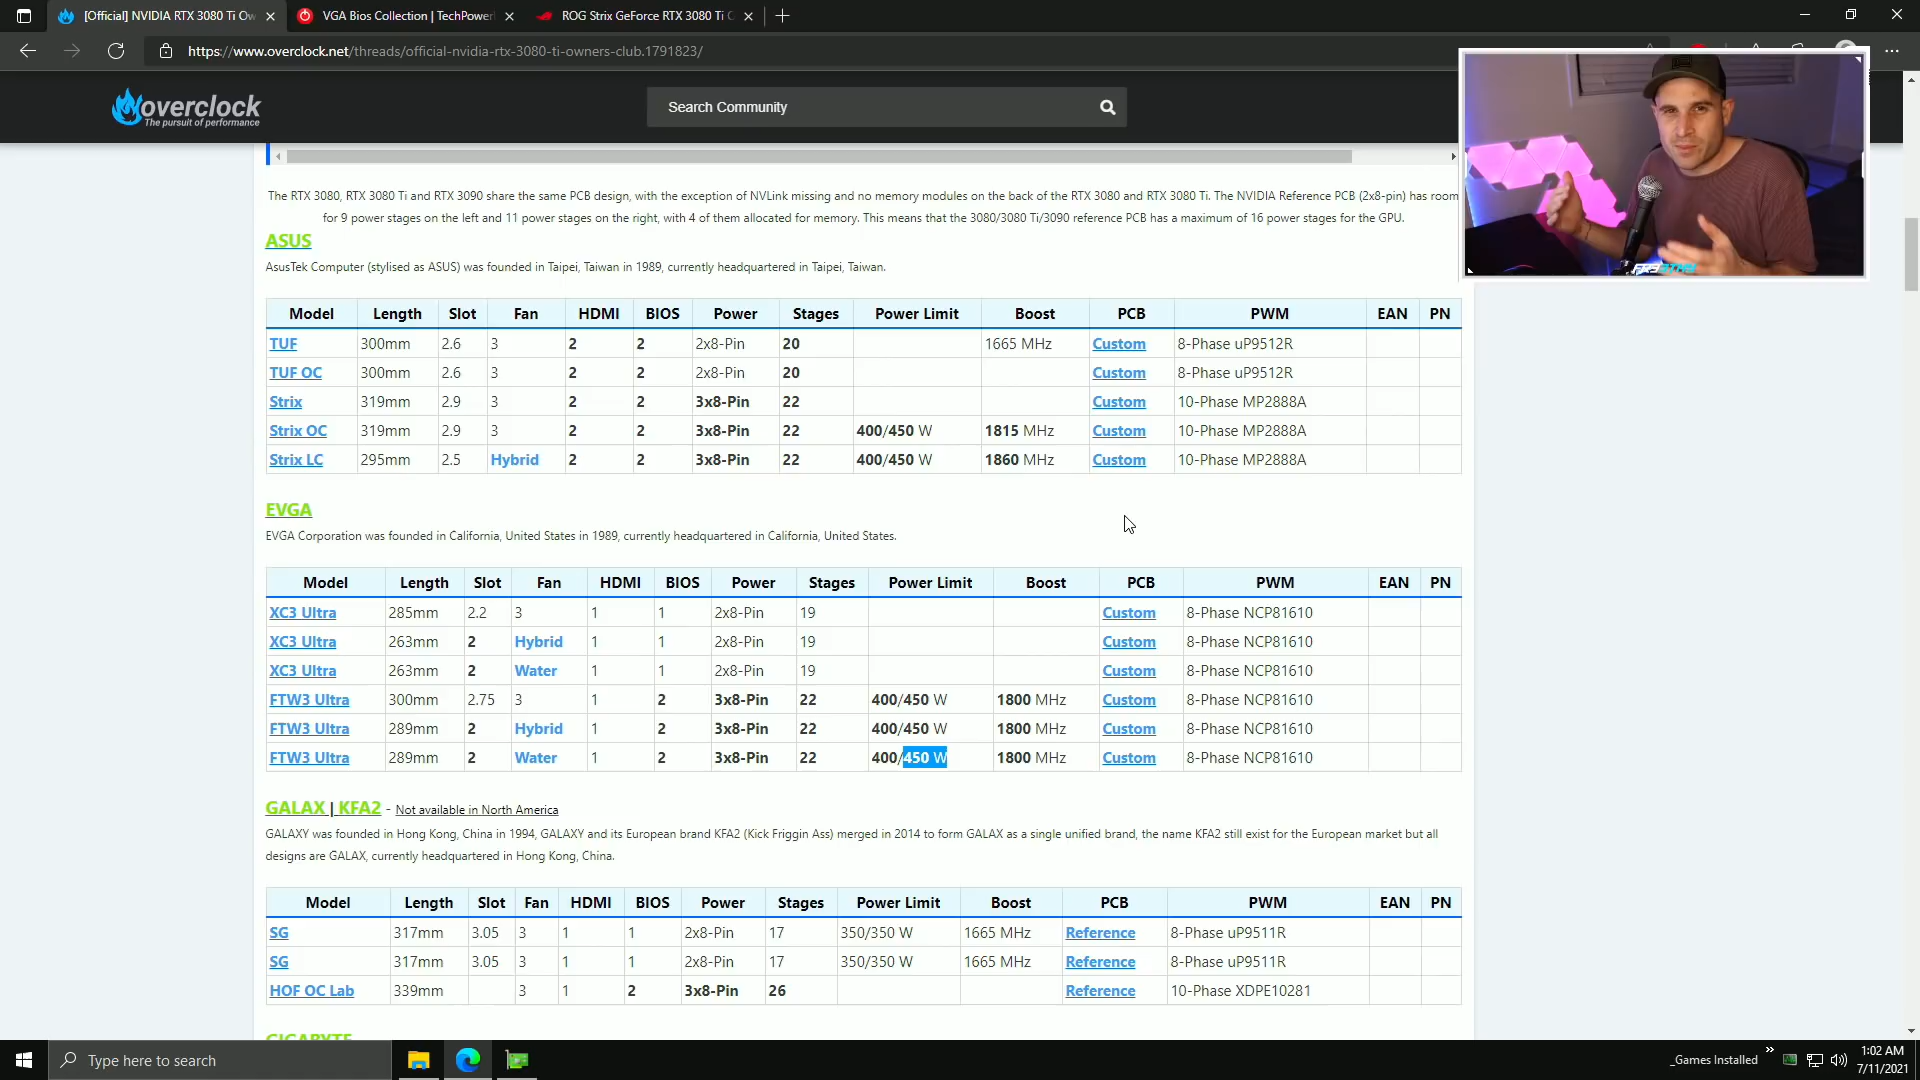 [Official] NVIDIA RTX 3080 Ti Ow
VGA Bios Collection | TechPower
ROG Strix GeForce RTX 3080 Ti
https://www.overclock.net/threads/official-nvidia-rtx-3080-ti-owners-club.1791823/
overclock
The pursuit of performance
Search Community
The RTX 3080, RTX 3080 Ti and RTX 3090 share the same PCB design, with the exception of NVLink missing and no memory modules on the back of the RTX 3080 and RTX 3080 Ti. The NVIDIA Reference PCB (2x8-pin) has room
for 9 power stages on the left and 11 power stages on the right, with 4 of them allocated for memory. This means that the 3080/3080 Ti/3090 reference PCB has a maximum of 16 power stages for the GPU.
ASUS
AsusTek Computer (stylised as ASUS) was founded in Taipei, Taiwan in 1989, currently headquartered in Taipei, Taiwan.
Model Length Slot Fan HDMI BIOS Power Stages Power Limit Boost PCB PWM EAN PN
TUF 300mm 2.6 3 2 2 2x8-Pin 20 1665 MHz Custom 8-Phase uP9512R
TUF OC 300mm 2.6 3 2 2 2x8-Pin 20 Custom 8-Phase uP9512R
Strix 319mm 2.9 3 2 2 3x8-Pin 22 Custom 10-Phase MP2888A
Strix OC 319mm 2.9 3 2 2 3x8-Pin 22 400/450 W 1815 MHz Custom 10-Phase MP2888A
Strix LC 295mm 2.5 Hybrid 2 2 3x8-Pin 22 400/450 W 1860 MHz Custom 10-Phase MP2888A
EVGA
EVGA Corporation was founded in California, United States in 1989, currently headquartered in California, United States.
Model Length Slot Fan HDMI BIOS Power Stages Power Limit Boost PCB PWM EAN PN
XC3 Ultra 285mm 2.2 3 1 1 2x8-Pin 19 Custom 8-Phase NCP81610
XC3 Ultra 263mm 2 Hybrid 1 1 2x8-Pin 19 Custom 8-Phase NCP81610
XC3 Ultra 263mm 2 Water 1 1 2x8-Pin 19 Custom 8-Phase NCP81610
FTW3 Ultra 300mm 2.75 3 1 2 3x8-Pin 22 400/450 W 1800 MHz Custom 8-Phase NCP81610
FTW3 Ultra 289mm 2 Hybrid 1 2 3x8-Pin 22 400/450 W 1800 MHz Custom 8-Phase NCP81610
FTW3 Ultra 289mm 2 Water 1 2 3x8-Pin 22 400/450 W 1800 MHz Custom 8-Phase NCP81610
GALAX | KFA2 - Not available in North America
GALAXY was founded in Hong Kong, China in 1994, GALAXY and its European brand KFA2 (Kick Friggin Ass) merged in 2014 to form GALAX as a single unified brand, the name KFA2 still exist for the European market but all
designs are GALAX, currently headquartered in Hong Kong, China.
Model Length Slot Fan HDMI BIOS Power Stages Power Limit Boost PCB PWM EAN PN
SG 317mm 3.05 3 1 1 2x8-Pin 17 350/350 W 1665 MHz Reference 8-Phase uP9511R
SG 317mm 3.05 3 1 1 2x8-Pin 17 350/350 W 1665 MHz Reference 8-Phase uP9511R
HOF OC Lab 339mm 3 1 2 3x8-Pin 26 Reference 10-Phase XDPE10281
GIGABYTE
Type here to search
_Games Installed
1:02 AM
7/11/2021